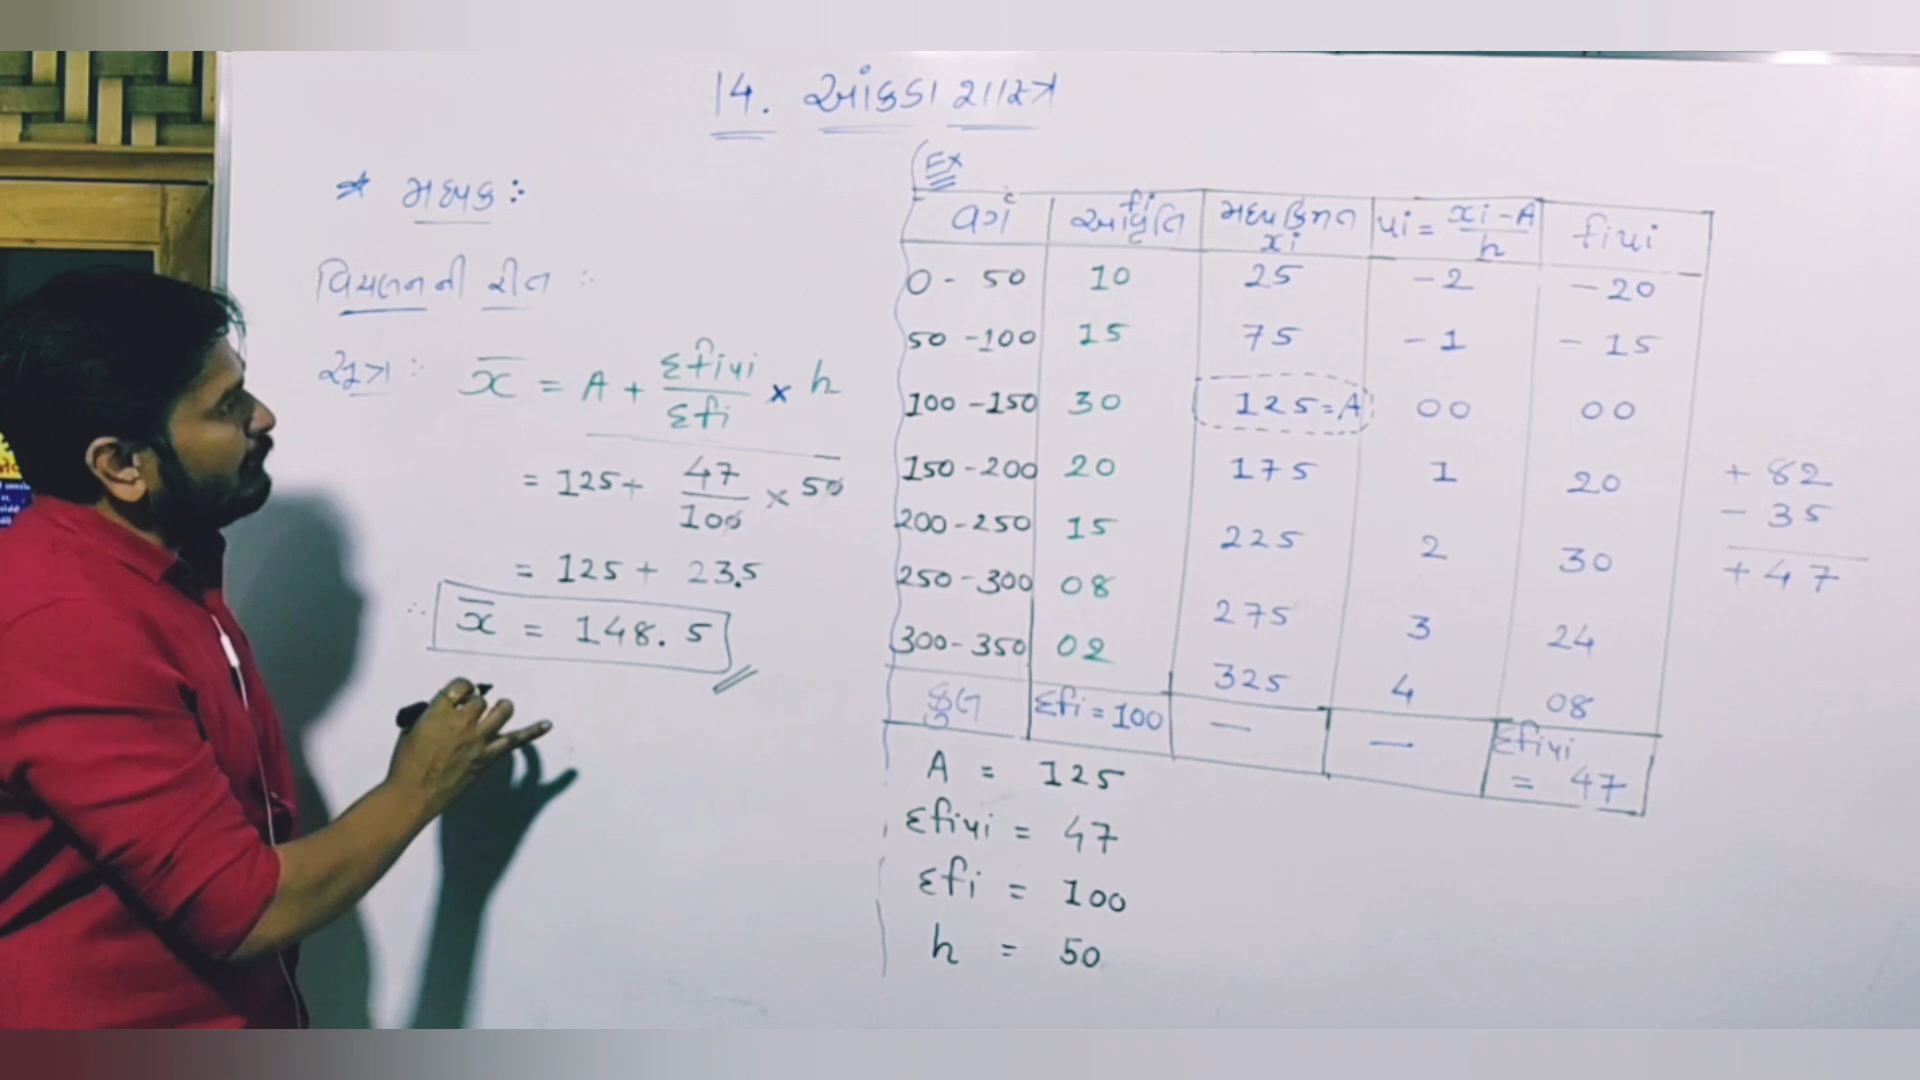 14. આંકડાશાસ્ત્ર
* મધ્યક :
વિચલનની રીત :
સૂત્ર : x̄ = A + Σfiui / Σfi × h
= 125 + 47 / 100 × 50
= 125 + 23.5
∴ x̄ = 148.5
Ex
વર્ગ | આવૃત્તિ fi | મધ્યકિંમત xi | ui = xi - A / h | fiui
0 - 50 | 10 | 25 | -2 | -20
50 - 100 | 15 | 75 | -1 | -15
100 - 150 | 30 | 125 = A | 00 | 00
150 - 200 | 20 | 175 | 1 | 20
200 - 250 | 15 | 225 | 2 | 30
250 - 300 | 08 | 275 | 3 | 24
300 - 350 | 02 | 325 | 4 | 08
કુલ | Σfi = 100 | — | — | Σfiui = 47
+ 82
- 35
+ 47
A = 125
Σfiui = 47
Σfi = 100
h = 50